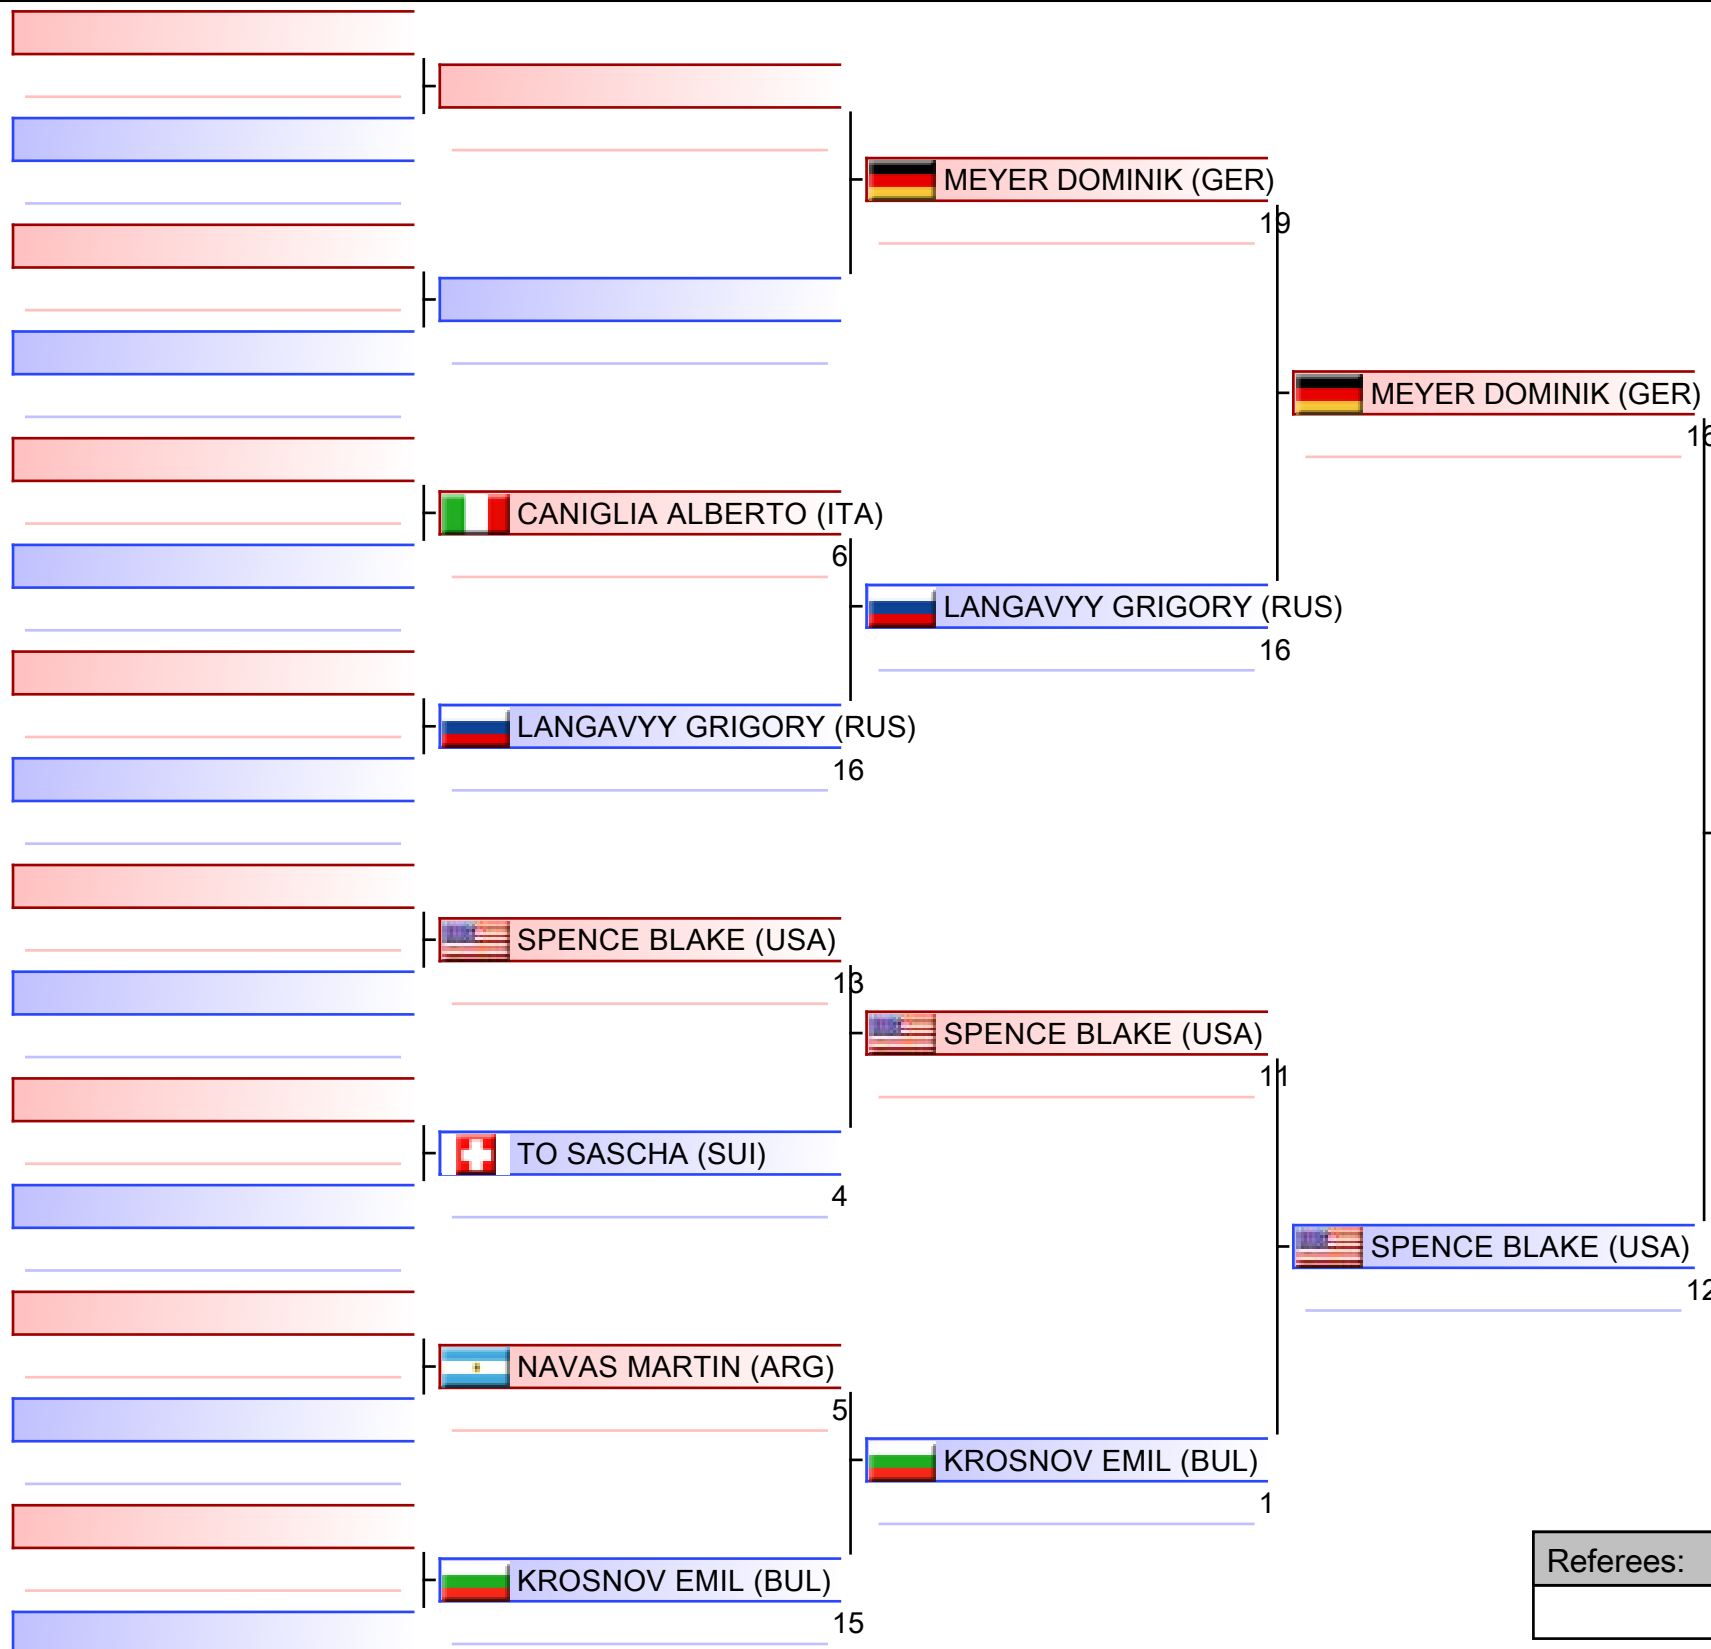 MEYER DOMINIK (GER)
19
MEYER DOMINIK (GER)
16
CANIGLIA ALBERTO (ITA)
6
LANGAVYY GRIGORY (RUS)
16
LANGAVYY GRIGORY (RUS)
16
SPENCE BLAKE (USA)
13
SPENCE BLAKE (USA)
11
TO SASCHA (SUI)
4
SPENCE BLAKE (USA)
12
NAVAS MARTIN (ARG)
5
KROSNOV EMIL (BUL)
1
Referees:
KROSNOV EMIL (BUL)
15